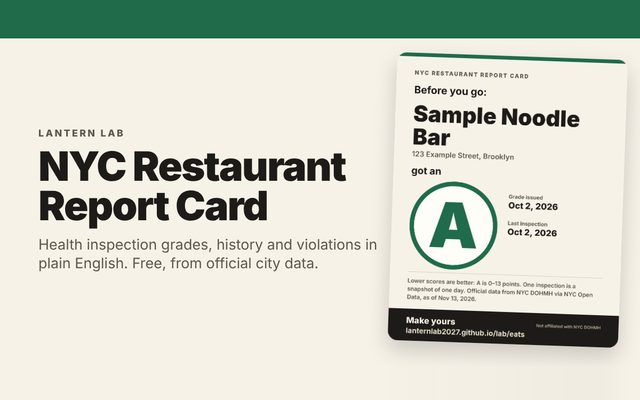 LANTERN LAB
NYC Restaurant
Report Card
Health inspection grades, history and violations in
plain English. Free, from official city data.
NYC RESTAURANT REPORT CARD
Before you go:
Sample Noodle
Bar
123 Example Street, Brooklyn
got an
A
Grade issued
Oct 2, 2026
Last inspection
Oct 2, 2026
Lower scores are better: A is 0–13 points. One inspection is a
snapshot of one day. Official data from NYC DOHMH via NYC Open
Data, as of Nov 13, 2026.
Make yours
lanternlab2027.github.io/lab/eats
Not affiliated with NYC DOHMH